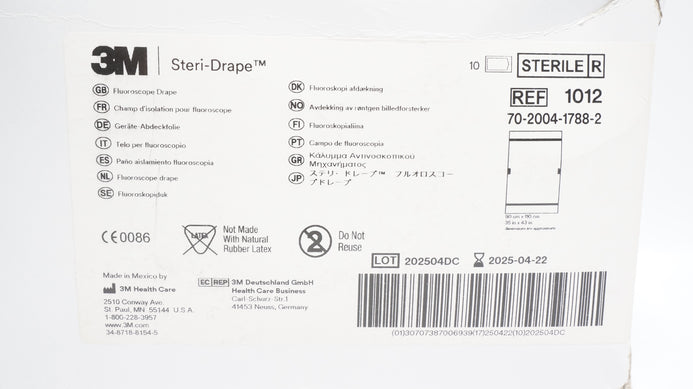 3M Steri-Drape™
10 STERILE R
REF 1012
70-2004-1788-2
GB Fluoroscope Drape
FR Champ d'isolation pour fluoroscope
DE Geräte-Abdeckfolie
IT Telo per fluoroscopio
ES Paño aislamiento fluoroscopia
NL Fluoroscope drape
SE Fluoroskopiduk
DK Fluoroskopi afdækning
NO Avdekking av røntgen billedforsterker
FI Fluoroskopialiina
PT Campo de fluoroscopia
GR Κάλυμμα Ακτινοσκοπικού
Μηχανήματος
JP ステリ・ドレープ™ フルオロスコー
プドレープ
90 cm x 110 cm
35 in x 43 in
Dimensions are approximate
CE 0086
LATEX
Not Made
With Natural
Rubber Latex
2
Do Not
Reuse
LOT 202504DC 2025-04-22
Made in Mexico by
3M Health Care
2510 Conway Ave.
St. Paul, MN 55144 U.S.A.
1-800-228-3957
www.3M.com
34-8718-8154-5
EC REP 3M Deutschland GmbH
Health Care Business
Carl-Schurz-Str.1
41453 Neuss, Germany
(01)30707387006939(17)250422(10)202504DC